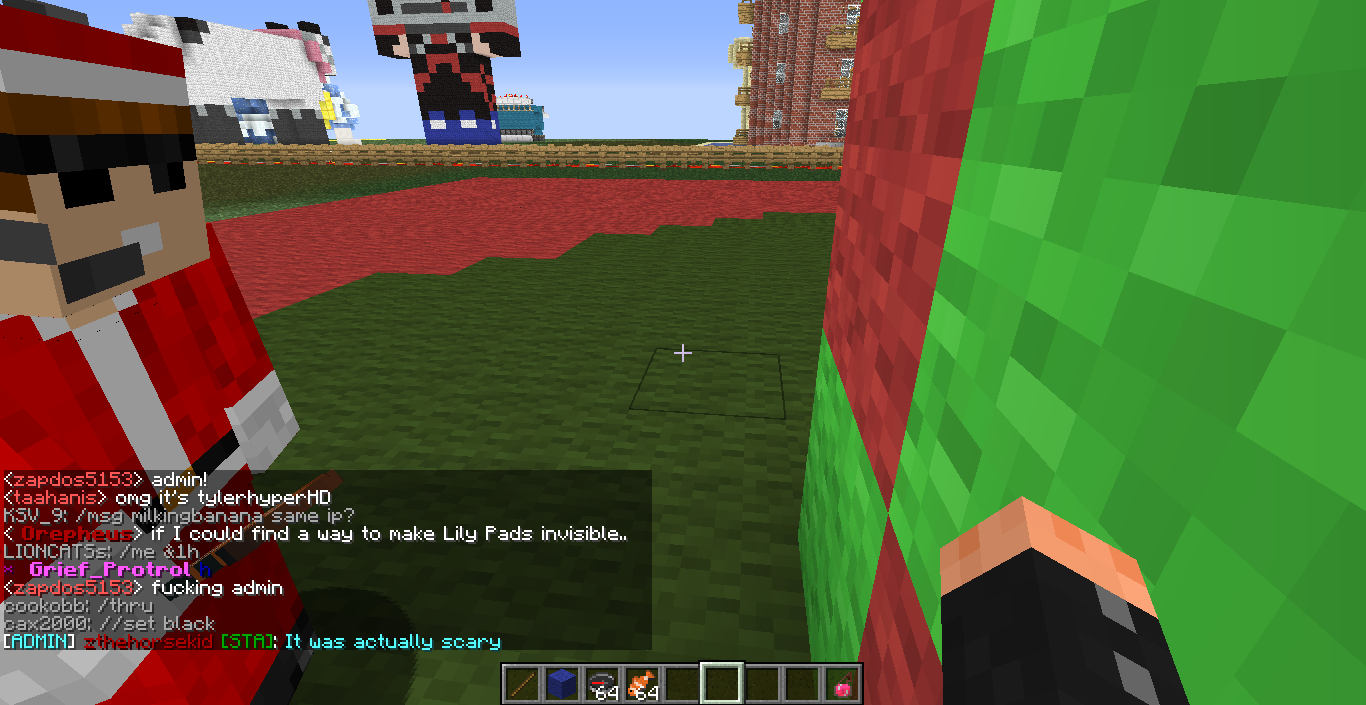 <zapdos5153> admin!
<taahanis> omg it's tylerhyperHD
KSV_9: /msg milkingbanana same ip?
< Orepheus> if I could find a way to make Lily Pads invisible..
LIONCATSs: /me &1h
* Grief_Protrol h
<zapdos5153> fucking admin
cookobb: /thru
cax2000: //set black
[ADMIN] zthehorsekid [STA]: It was actually scary
64 64